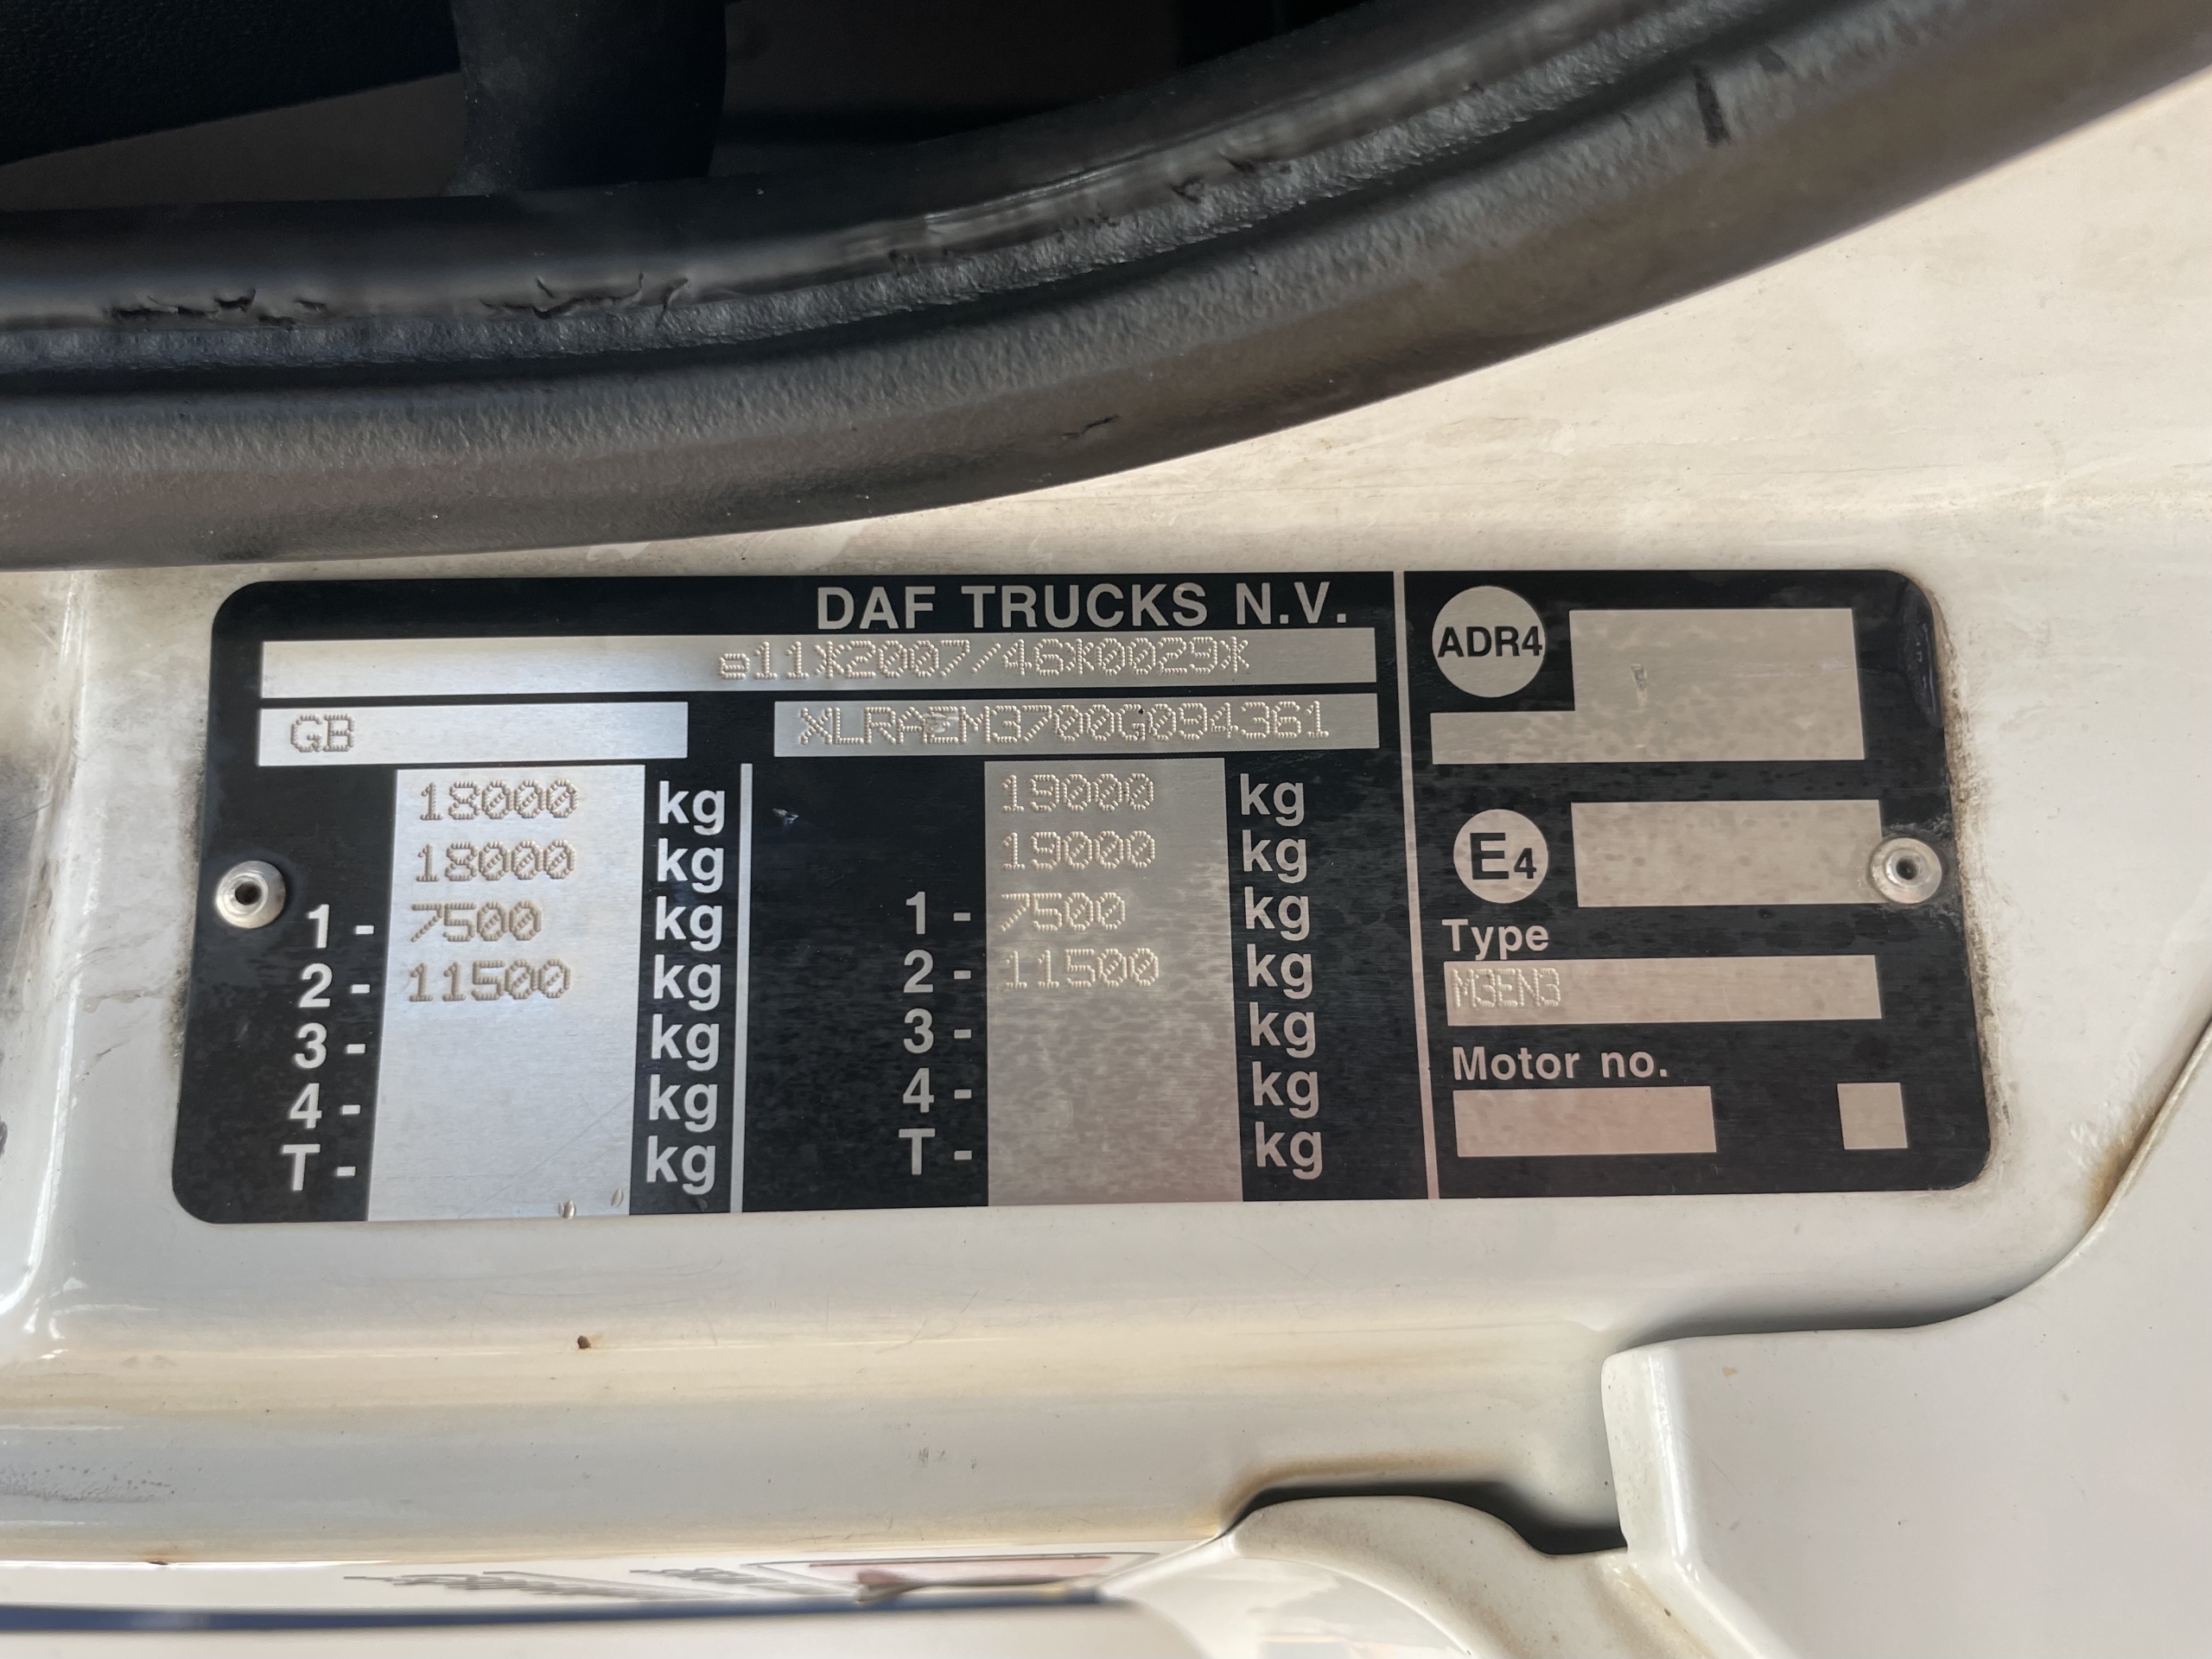 DAF TRUCKS N.V.
e11*2007/46*0029*
GB XLRAEM3700G094361
18000 kg 19000 kg
18000 kg 19000 kg
1 - 7500 kg 1 - 7500 kg
2 - 11500 kg 2 - 11500 kg
3 - kg 3 - kg
4 - kg 4 - kg
T - kg T - kg
ADR4
E4
Type
M3EN3
Motor no.